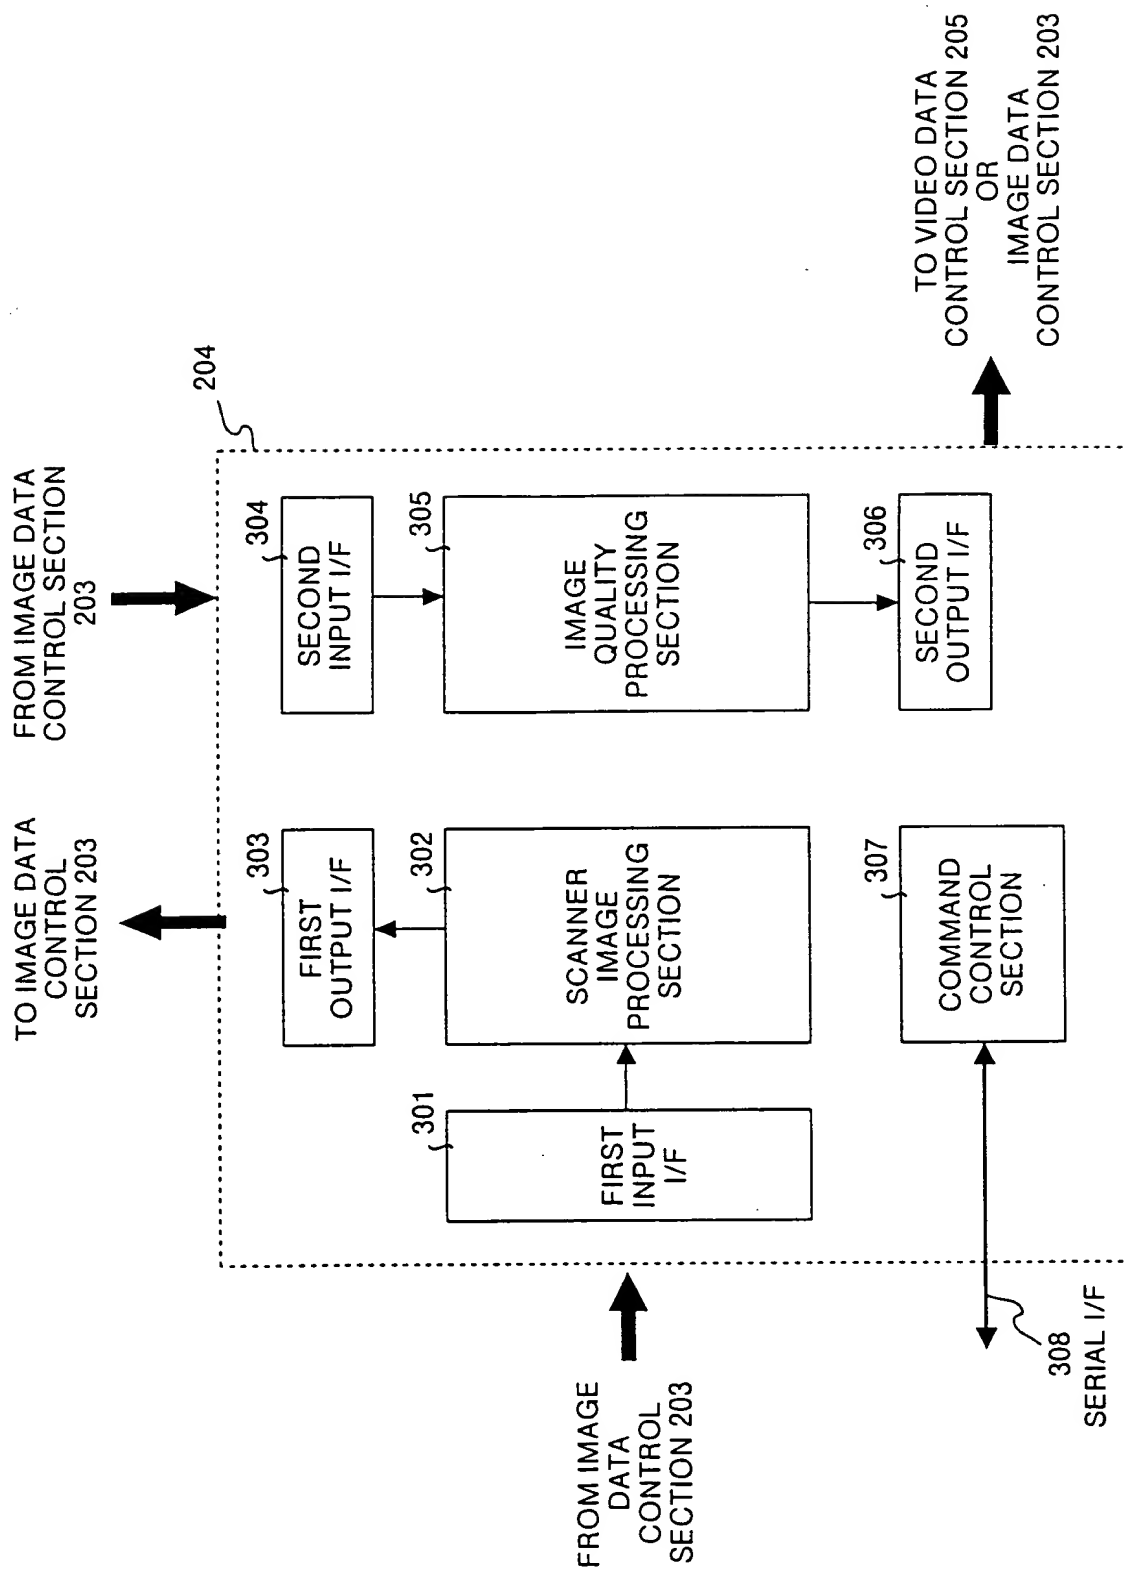 FROM IMAGE
DATA
CONTROL
SECTION 203
TO IMAGE DATA
CONTROL
SECTION 203
FROM IMAGE DATA
CONTROL SECTION
203
204
303
FIRST
OUTPUT I/F
304
SECOND
INPUT I/F
301
FIRST
INPUT
I/F
302
SCANNER
IMAGE
PROCESSING
SECTION
305
IMAGE
QUALITY
PROCESSING
SECTION
307
COMMAND
CONTROL
SECTION
306
SECOND
OUTPUT I/F
308
SERIAL I/F
TO VIDEO DATA
CONTROL SECTION 205
OR
IMAGE DATA
CONTROL SECTION 203